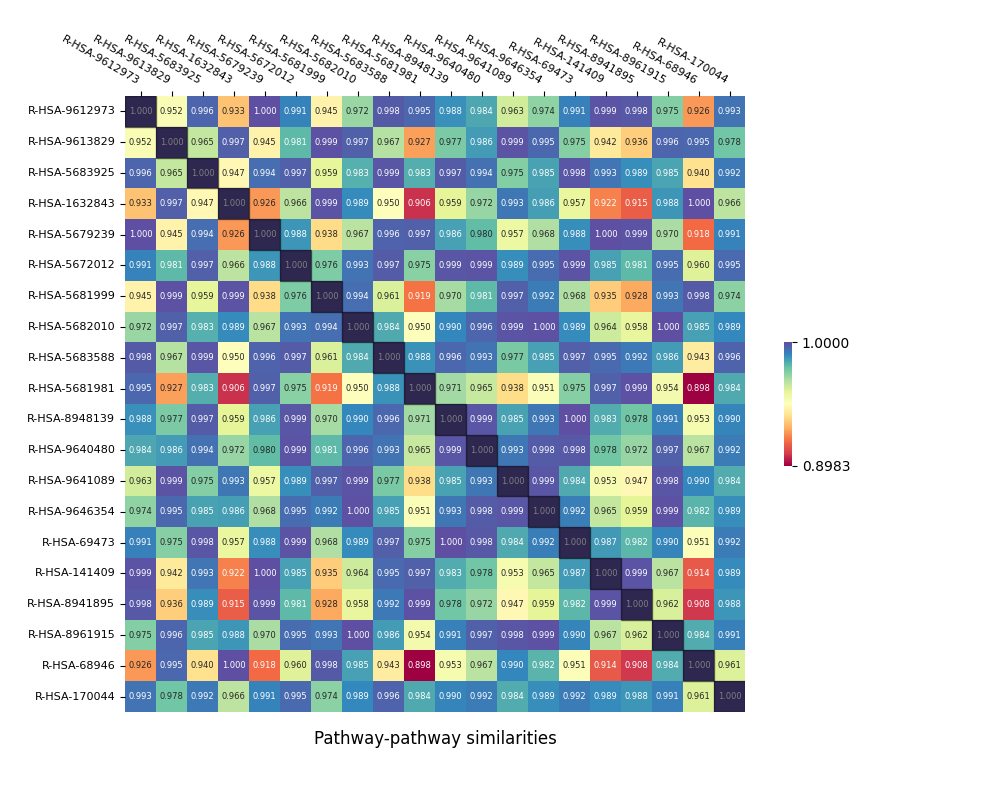 R-HSA-9612973 R-HSA-9613829 R-HSA-5683925 R-HSA-1632843 R-HSA-5679239 R-HSA-5672012 R-HSA-5681999 R-HSA-5682010 R-HSA-5683588 R-HSA-5681981 R-HSA-8948139 R-HSA-9640480 R-HSA-9641089 R-HSA-9646354 R-HSA-69473 R-HSA-141409 R-HSA-8941895 R-HSA-8961915 R-HSA-68946 R-HSA-170044
R-HSA-9612973 1.000 0.952 0.996 0.933 1.000 0.991 0.945 0.972 0.998 0.995 0.988 0.984 0.963 0.974 0.991 0.999 0.998 0.975 0.926 0.993
R-HSA-9613829 0.952 1.000 0.965 0.997 0.945 0.981 0.999 0.997 0.967 0.927 0.977 0.986 0.999 0.995 0.975 0.942 0.936 0.996 0.995 0.978
R-HSA-5683925 0.996 0.965 1.000 0.947 0.994 0.997 0.959 0.983 0.999 0.983 0.997 0.994 0.975 0.985 0.998 0.993 0.989 0.985 0.940 0.992
R-HSA-1632843 0.933 0.997 0.947 1.000 0.926 0.966 0.999 0.989 0.950 0.906 0.959 0.972 0.993 0.986 0.957 0.922 0.915 0.988 1.000 0.966
R-HSA-5679239 1.000 0.945 0.994 0.926 1.000 0.988 0.938 0.967 0.996 0.997 0.986 0.980 0.957 0.968 0.988 1.000 0.999 0.970 0.918 0.991
R-HSA-5672012 0.991 0.981 0.997 0.966 0.988 1.000 0.976 0.993 0.997 0.975 0.999 0.999 0.989 0.995 0.999 0.985 0.981 0.995 0.960 0.995
R-HSA-5681999 0.945 0.999 0.959 0.999 0.938 0.976 1.000 0.994 0.961 0.919 0.970 0.981 0.997 0.992 0.968 0.935 0.928 0.993 0.998 0.974
R-HSA-5682010 0.972 0.997 0.983 0.989 0.967 0.993 0.994 1.000 0.984 0.950 0.990 0.996 0.999 1.000 0.989 0.964 0.958 1.000 0.985 0.989
R-HSA-5683588 0.998 0.967 0.999 0.950 0.996 0.997 0.961 0.984 1.000 0.988 0.996 0.993 0.977 0.985 0.997 0.995 0.992 0.986 0.943 0.996
R-HSA-5681981 0.995 0.927 0.983 0.906 0.997 0.975 0.919 0.950 0.988 1.000 0.971 0.965 0.938 0.951 0.975 0.997 0.999 0.954 0.898 0.984
R-HSA-8948139 0.988 0.977 0.997 0.959 0.986 0.999 0.970 0.990 0.996 0.971 1.000 0.999 0.985 0.993 1.000 0.983 0.978 0.991 0.953 0.990
R-HSA-9640480 0.984 0.986 0.994 0.972 0.980 0.999 0.981 0.996 0.993 0.965 0.999 1.000 0.993 0.998 0.998 0.978 0.972 0.997 0.967 0.992
R-HSA-9641089 0.963 0.999 0.975 0.993 0.957 0.989 0.997 0.999 0.977 0.938 0.985 0.993 1.000 0.999 0.984 0.953 0.947 0.998 0.990 0.984
R-HSA-9646354 0.974 0.995 0.985 0.986 0.968 0.995 0.992 1.000 0.985 0.951 0.993 0.998 0.999 1.000 0.992 0.965 0.959 0.999 0.982 0.989
R-HSA-69473 0.991 0.975 0.998 0.957 0.988 0.999 0.968 0.989 0.997 0.975 1.000 0.998 0.984 0.992 1.000 0.987 0.982 0.990 0.951 0.992
R-HSA-141409 0.999 0.942 0.993 0.922 1.000 0.985 0.935 0.964 0.995 0.997 0.983 0.978 0.953 0.965 0.987 1.000 0.999 0.967 0.914 0.989
R-HSA-8941895 0.998 0.936 0.989 0.915 0.999 0.981 0.928 0.958 0.992 0.999 0.978 0.972 0.947 0.959 0.982 0.999 1.000 0.962 0.908 0.988
R-HSA-8961915 0.975 0.996 0.985 0.988 0.970 0.995 0.993 1.000 0.986 0.954 0.991 0.997 0.998 0.999 0.990 0.967 0.962 1.000 0.984 0.991
R-HSA-68946 0.926 0.995 0.940 1.000 0.918 0.960 0.998 0.985 0.943 0.898 0.953 0.967 0.990 0.982 0.951 0.914 0.908 0.984 1.000 0.961
R-HSA-170044 0.993 0.978 0.992 0.966 0.991 0.995 0.974 0.989 0.996 0.984 0.990 0.992 0.984 0.989 0.992 0.989 0.988 0.991 0.961 1.000
1.0000
0.8983
Pathway-pathway similarities